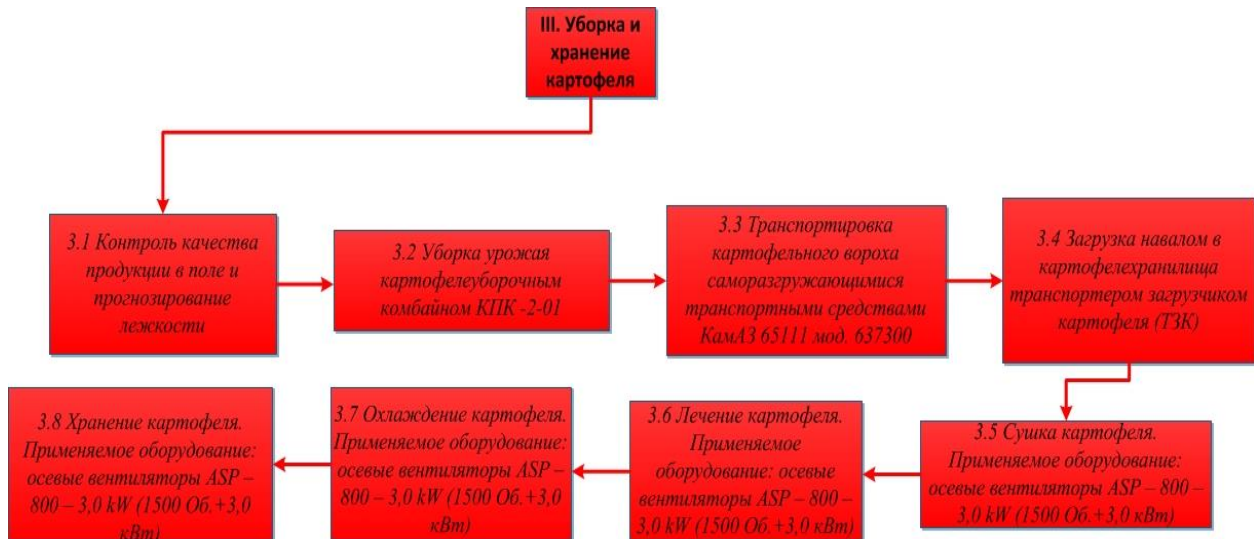 III. Уборка и
хранение
картофеля
3.1 Контроль качества
продукции в поле и
прогнозирование
лежкости
3.2 Уборка урожая
картофелеуборочным
комбайном КПК -2-01
3.3 Транспортировка
картофельного вороха
саморазгружающимися
транспортными средствами
КамАЗ 65111 мод. 637300
3.4 Загрузка навалом в
картофелехранилища
транспортером загрузчиком
картофеля (ТЗК)
3.5 Сушка картофеля.
Применяемое оборудование:
осевые вентиляторы ASP – 800
– 3,0 kW (1500 Об.+3,0 кВт)
3.6 Лечение картофеля.
Применяемое
оборудование: осевые
вентиляторы ASP – 800 –
3,0 kW (1500 Об.+3,0 кВт)
3.7 Охлаждение картофеля.
Применяемое оборудование:
осевые вентиляторы ASP –
800 – 3,0 kW (1500 Об.+3,0
кВт)
3.8 Хранение картофеля.
Применяемое оборудование:
осевые вентиляторы ASP –
800 – 3,0 kW (1500 Об.+3,0
кВт)